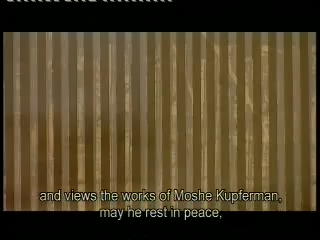 and views the works of Moshe Kupferman,
may he rest in peace,